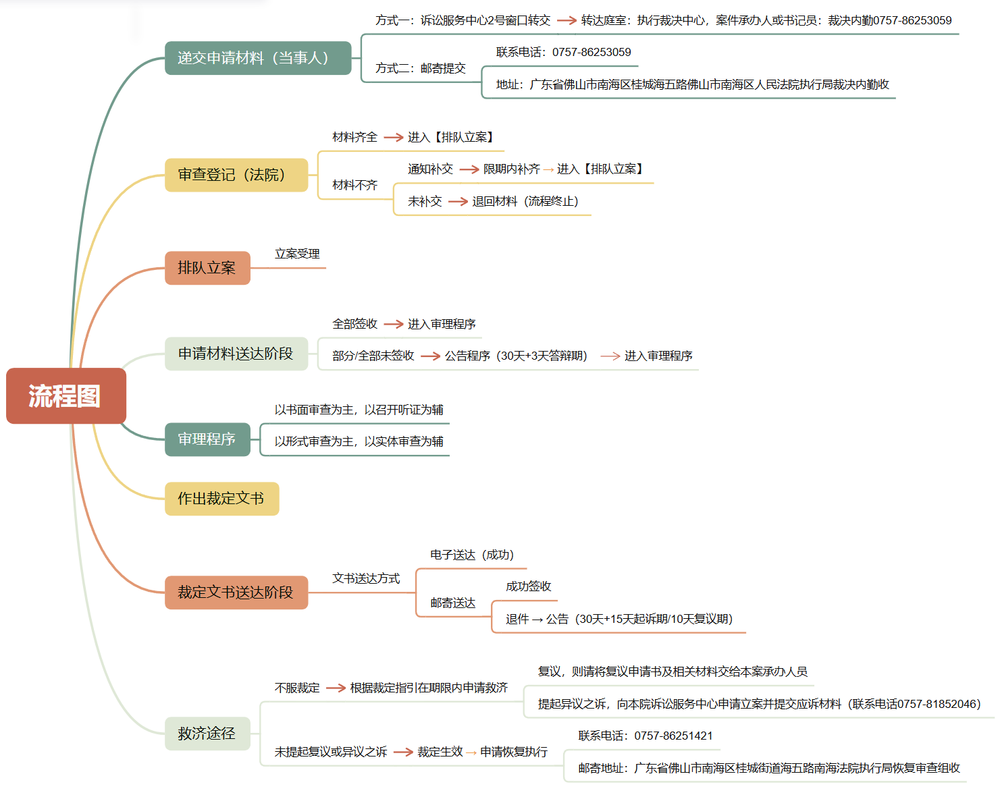 流程图
递交申请材料（当事人）
方式一：诉讼服务中心2号窗口转交 → 转达庭室：执行裁决中心，案件承办人或书记员：裁决内勤0757-86253059
方式二：邮寄提交
联系电话：0757-86253059
地址：广东省佛山市南海区桂城海五路佛山市南海区人民法院执行局裁决内勤收
审查登记（法院）
材料齐全 → 进入【排队立案】
材料不齐
通知补交 → 限期内补齐 → 进入【排队立案】
未补交 → 退回材料（流程终止）
排队立案
立案受理
申请材料送达阶段
全部签收 → 进入审理程序
部分/全部未签收 → 公告程序（30天+3天答辩期） → 进入审理程序
审理程序
以书面审查为主，以召开听证为辅
以形式审查为主，以实体审查为辅
作出裁定文书
裁定文书送达阶段
文书送达方式
电子送达（成功）
邮寄送达
成功签收
退件 → 公告（30天+15天起诉期/10天复议期）
救济途径
不服裁定 → 根据裁定指引在期限内申请救济
复议，则请将复议申请书及相关材料交给本案承办人员
提起异议之诉，向本院诉讼服务中心申请立案并提交应诉材料（联系电话0757-81852046）
未提起复议或异议之诉 → 裁定生效 → 申请恢复执行
联系电话：0757-86251421
邮寄地址：广东省佛山市南海区桂城街道海五路南海法院执行局恢复审查组收